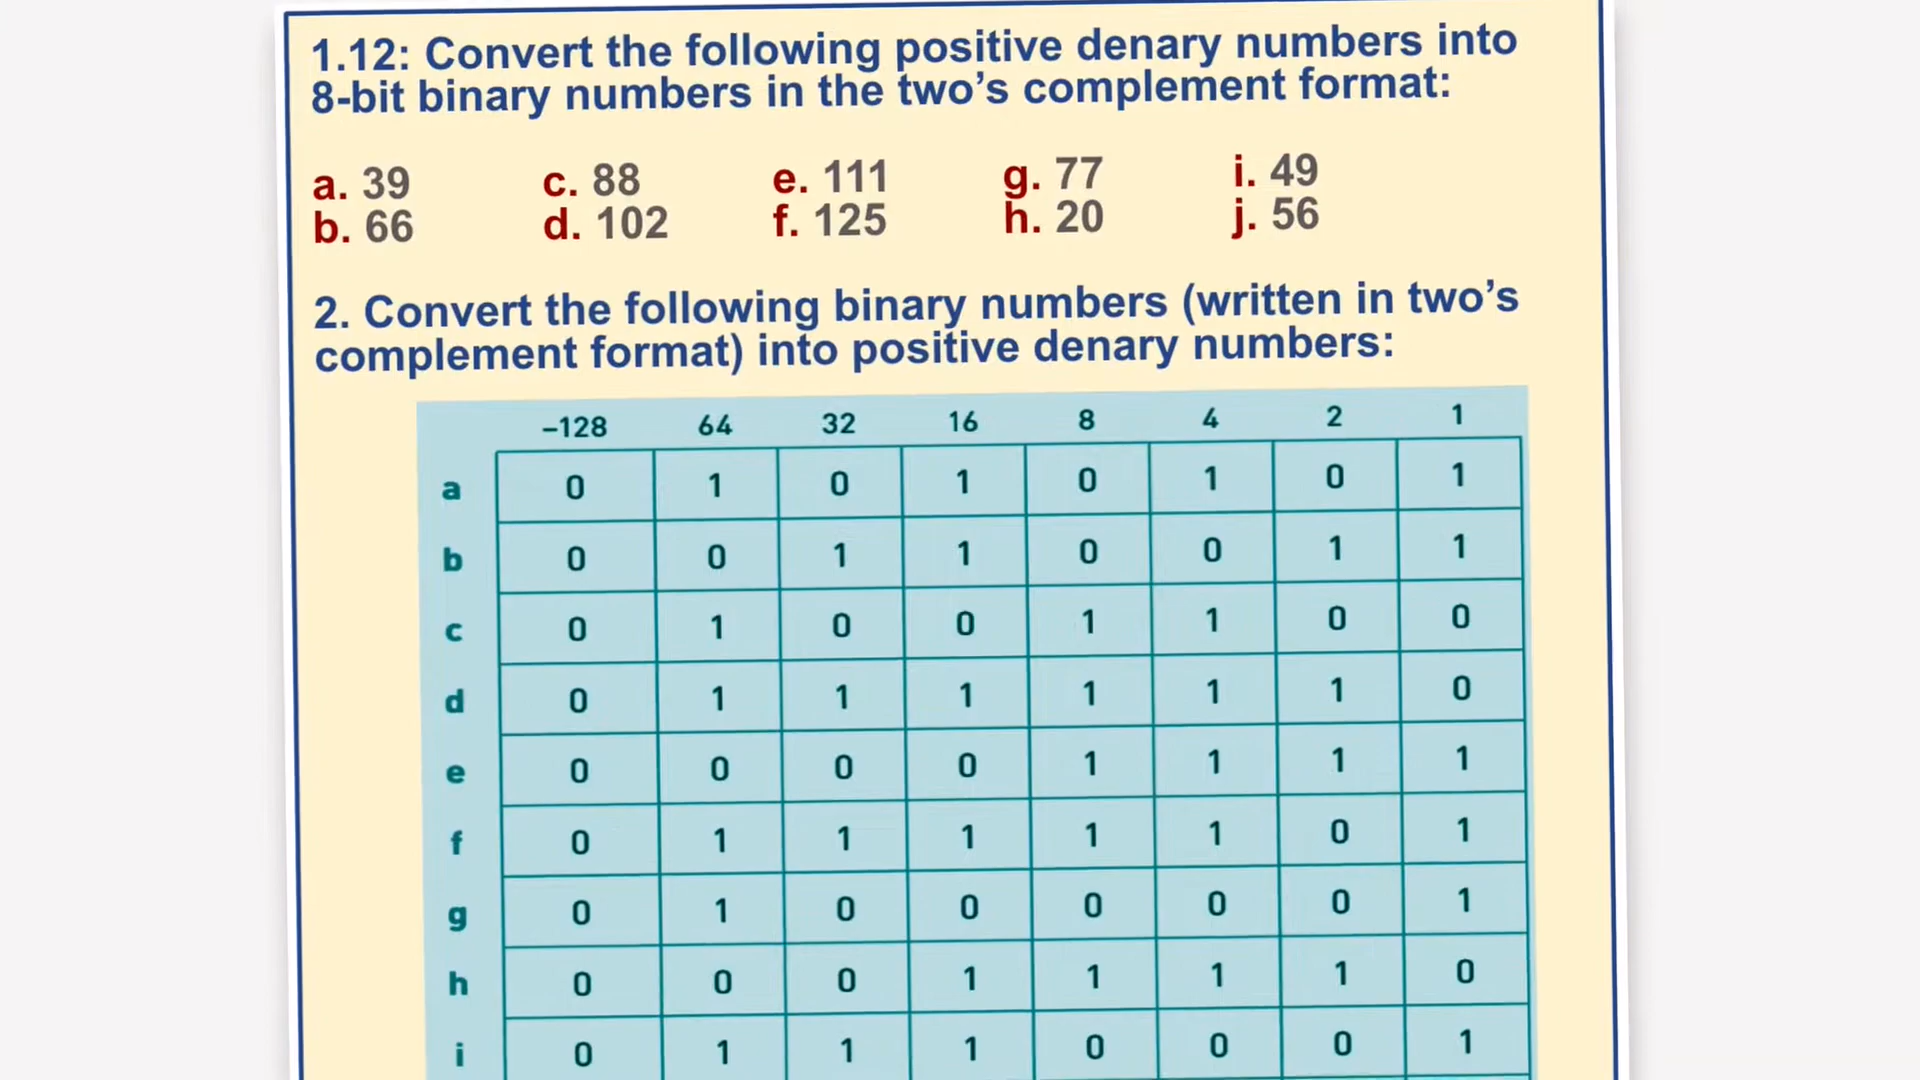 1.12: Convert the following positive denary numbers into
8-bit binary numbers in the two’s complement format:
a. 39 c. 88 e. 111 g. 77 i. 49
b. 66 d. 102 f. 125 h. 20 j. 56
2. Convert the following binary numbers (written in two’s
complement format) into positive denary numbers:
–128 64 32 16 8 4 2 1
a 0 1 0 1 0 1 0 1
b 0 0 1 1 0 0 1 1
c 0 1 0 0 1 1 0 0
d 0 1 1 1 1 1 1 0
e 0 0 0 0 1 1 1 1
f 0 1 1 1 1 1 0 1
g 0 1 0 0 0 0 0 1
h 0 0 0 1 1 1 1 0
i 0 1 1 1 0 0 0 1